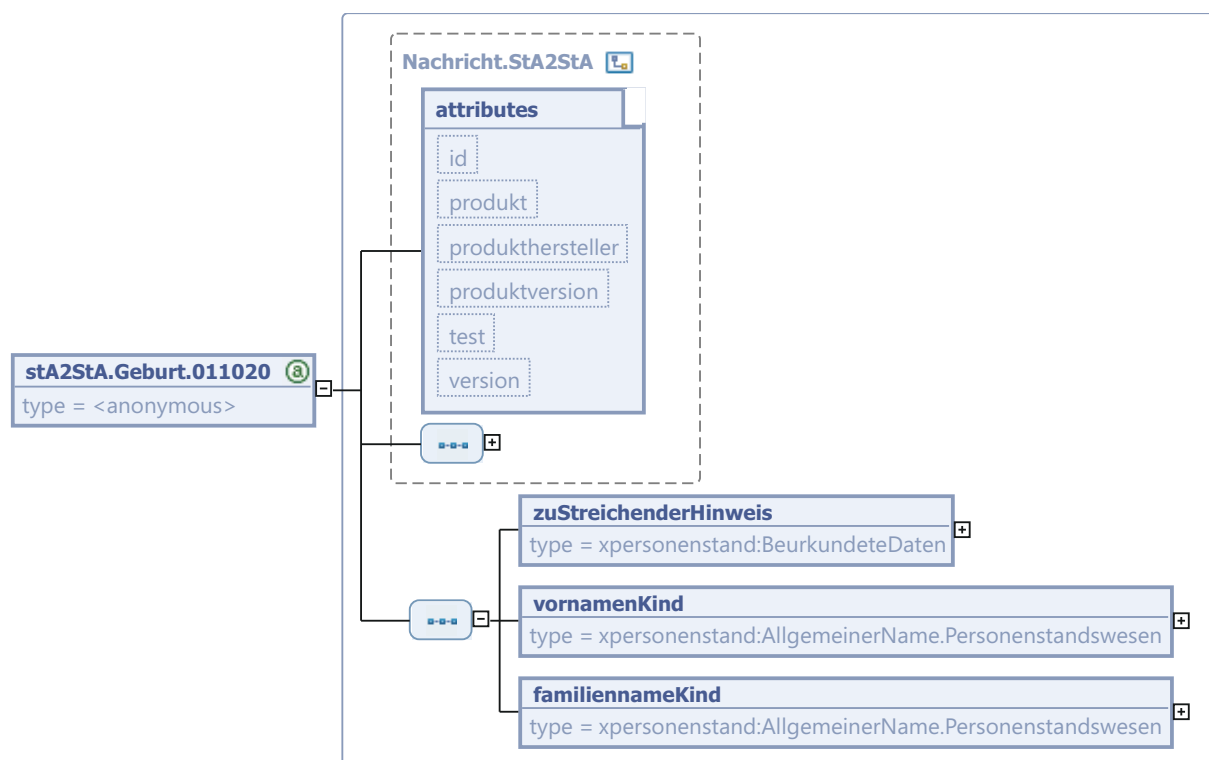 Nachricht.StA2StA
attributes
id
produkt
produkthersteller
produktversion
test
version
stA2StA.Geburt.011020
type = <anonymous>
zuStreichenderHinweis
type = xpersonenstand:BeurkundeteDaten
vornamenKind
type = xpersonenstand:AllgemeinerName.Personenstandswesen
familiennameKind
type = xpersonenstand:AllgemeinerName.Personenstandswesen